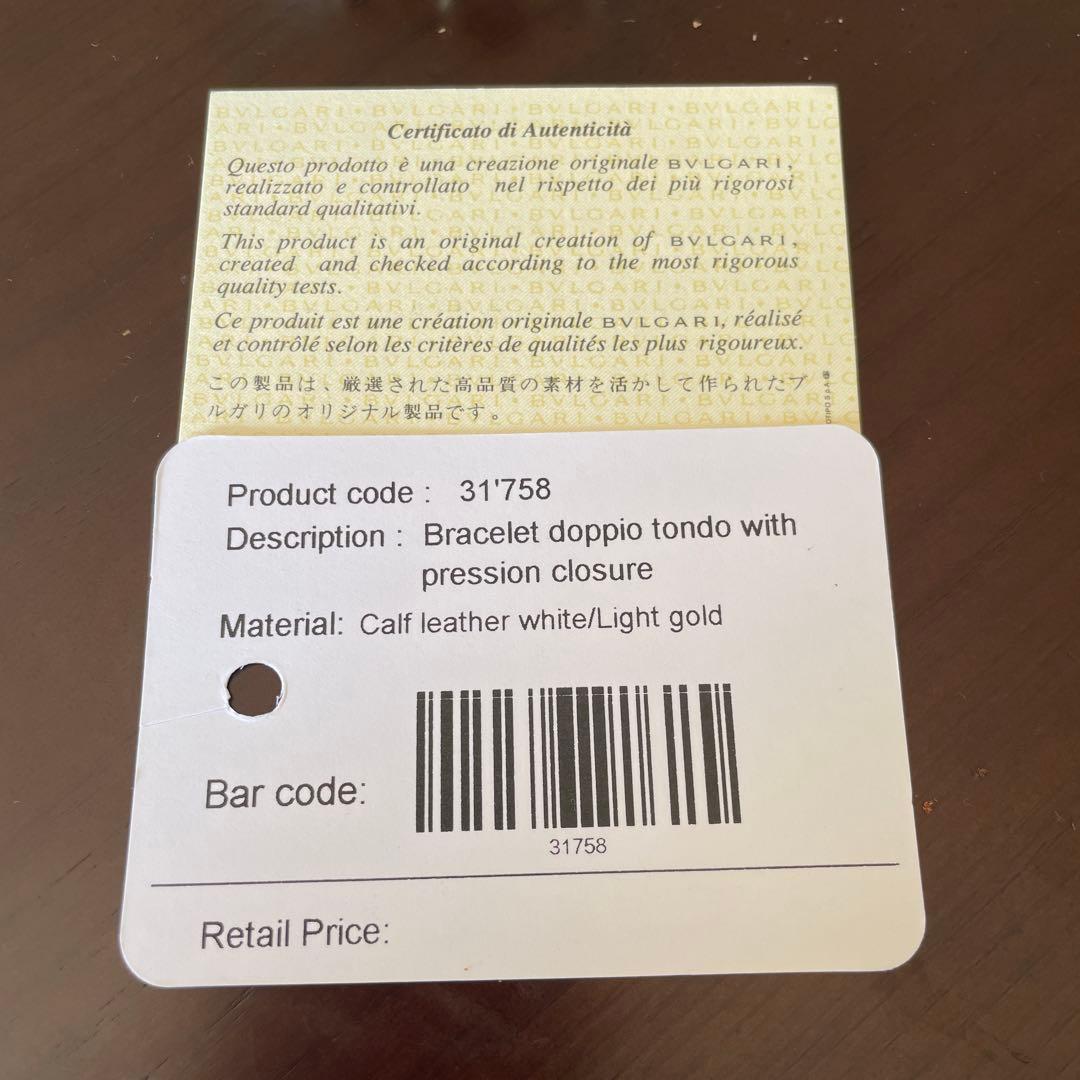 Certificato di Autenticità
Questo prodotto è una creazione originale BVLGARI,
realizzato e controllato nel rispetto dei più rigorosi
standard qualitativi.
This product is an original creation of BVLGARI,
created and checked according to the most rigorous
quality tests.
Ce produit est une création originale BVLGARI, réalisé
et contrôlé selon les critères de qualités les plus rigoureux.
この製品は、厳選された高品質の素材を活かして作られたブ
ルガリのオリジナル製品です。
Product code : 31'758
Description : Bracelet doppio tondo with
pression closure
Material: Calf leather white/Light gold
Bar code:
31758
Retail Price: